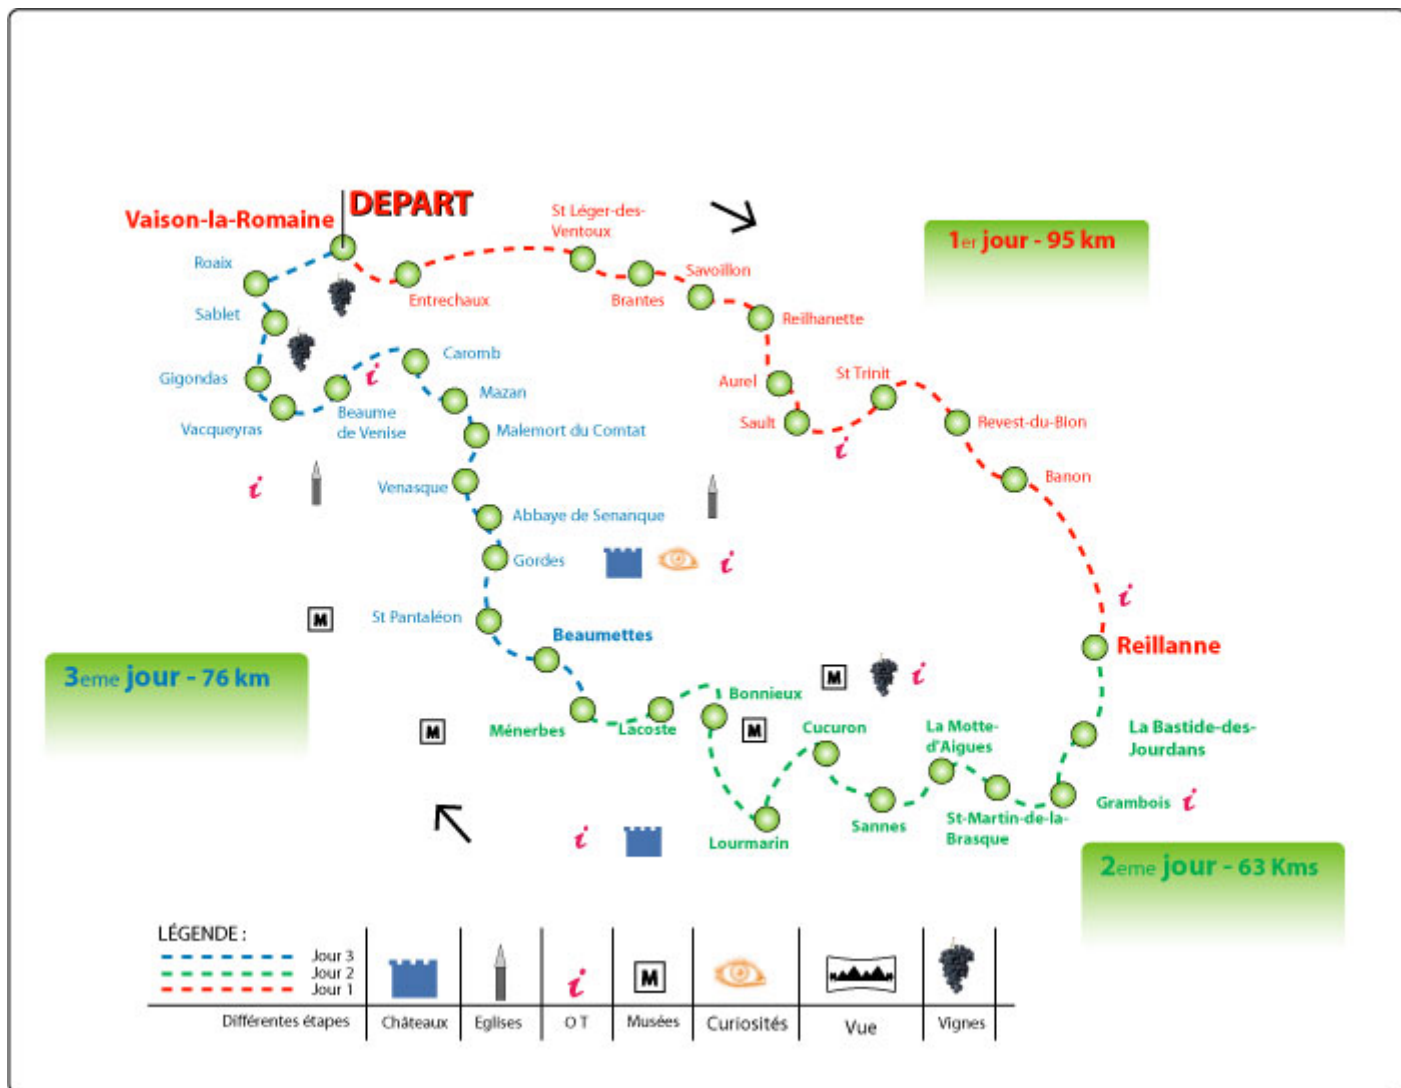 DEPART
Vaison-la-Romaine
St Léger-des-
Ventoux
1er jour - 95 km
Roaix
Savoillon
Entrechaux
Brantes
Sablet
Reilhanette
Caromb
Gigondas
Aurel
St Trinit
Mazan
Beaume
de Venise
Vacqueyras
Malemort du Comtat
Sault
Revest-du-Bion
Venasque
Banon
Abbaye de Senanque
Gordes
St Pantaléon
M
Beaumettes
Reillanne
3eme jour - 76 km
M
Bonnieux
Ménerbes
Lacoste
M
M
Cucuron
La Motte-
d'Aigues
La Bastide-des-
Jourdans
Grambois
Sannes
St-Martin-de-la-
Brasque
Lourmarin
2eme jour - 63 Kms
LÉGENDE :
Jour 3
Jour 2
Jour 1
M
Différentes étapes
Châteaux
Eglises
O T
Musées
Curiosités
Vue
Vignes